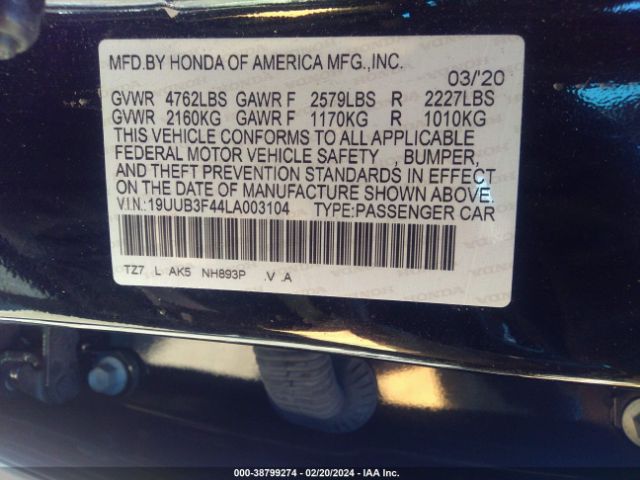 MFD.BY HONDA OF AMERICA MFG.,INC.
03/'20
GVWR 4762LBS GAWR F 2579LBS R 2227LBS
GVWR 2160KG GAWR F 1170KG R 1010KG
THIS VEHICLE CONFORMS TO ALL APPLICABLE
FEDERAL MOTOR VEHICLE SAFETY , BUMPER,
AND THEFT PREVENTION STANDARDS IN EFFECT
ON THE DATE OF MANUFACTURE SHOWN ABOVE.
V.I.N.:19UUB3F44LA003104 TYPE:PASSENGER CAR
TZ7 L AK5 NH893P .V .A
000-38799274 - 02/20/2024 - IAA Inc.